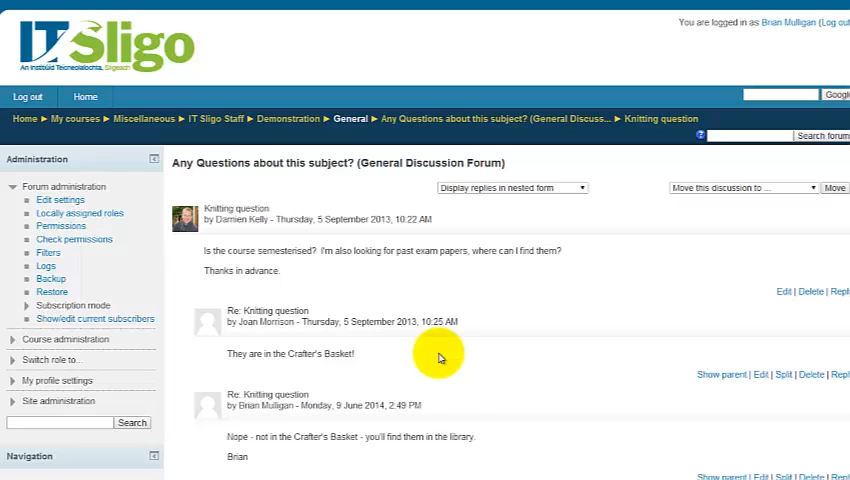 You are logged in as Brian Mulligan (Log out
ITSligo
An Institiúid Teicneolaíochta, Sligeach
Log out
Home
Home ► My courses ► Miscellaneous ► IT Sligo Staff ► Demonstration ► General ► Any Questions about this subject? (General Discuss... ► Knitting question
Google
Search forum
Administration
Forum administration
Edit settings
Locally assigned roles
Permissions
Check permissions
Filters
Logs
Backup
Restore
Subscription mode
Show/edit current subscribers
Course administration
Switch role to...
My profile settings
Site administration
Search
Navigation
Any Questions about this subject? (General Discussion Forum)
Display replies in nested form
Move this discussion to ...
Move
Knitting question
by Damien Kelly - Thursday, 5 September 2013, 10:22 AM
Is the course semesterised? I'm also looking for past exam papers, where can I find them?
Thanks in advance.
Edit | Delete | Repl
Re: Knitting question
by Joan Morrison - Thursday, 5 September 2013, 10:25 AM
They are in the Crafter's Basket!
Show parent | Edit | Split | Delete | Repl
Re: Knitting question
by Brian Mulligan - Monday, 9 June 2014, 2:49 PM
Nope - not in the Crafter's Basket - you'll find them in the library.
Brian
Show parent | Edit | Split | Delete | Repl